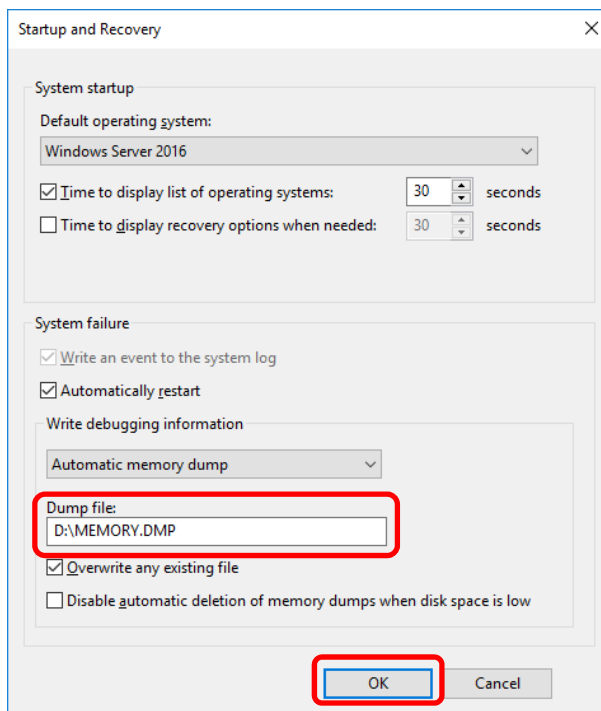 Startup and Recovery
System startup
Default operating system:
Windows Server 2016
Time to display list of operating systems: 30 seconds
Time to display recovery options when needed: 30 seconds
System failure
Write an event to the system log
Automatically restart
Write debugging information
Automatic memory dump
Dump file:
D:\MEMORY.DMP
Overwrite any existing file
Disable automatic deletion of memory dumps when disk space is low
OK Cancel